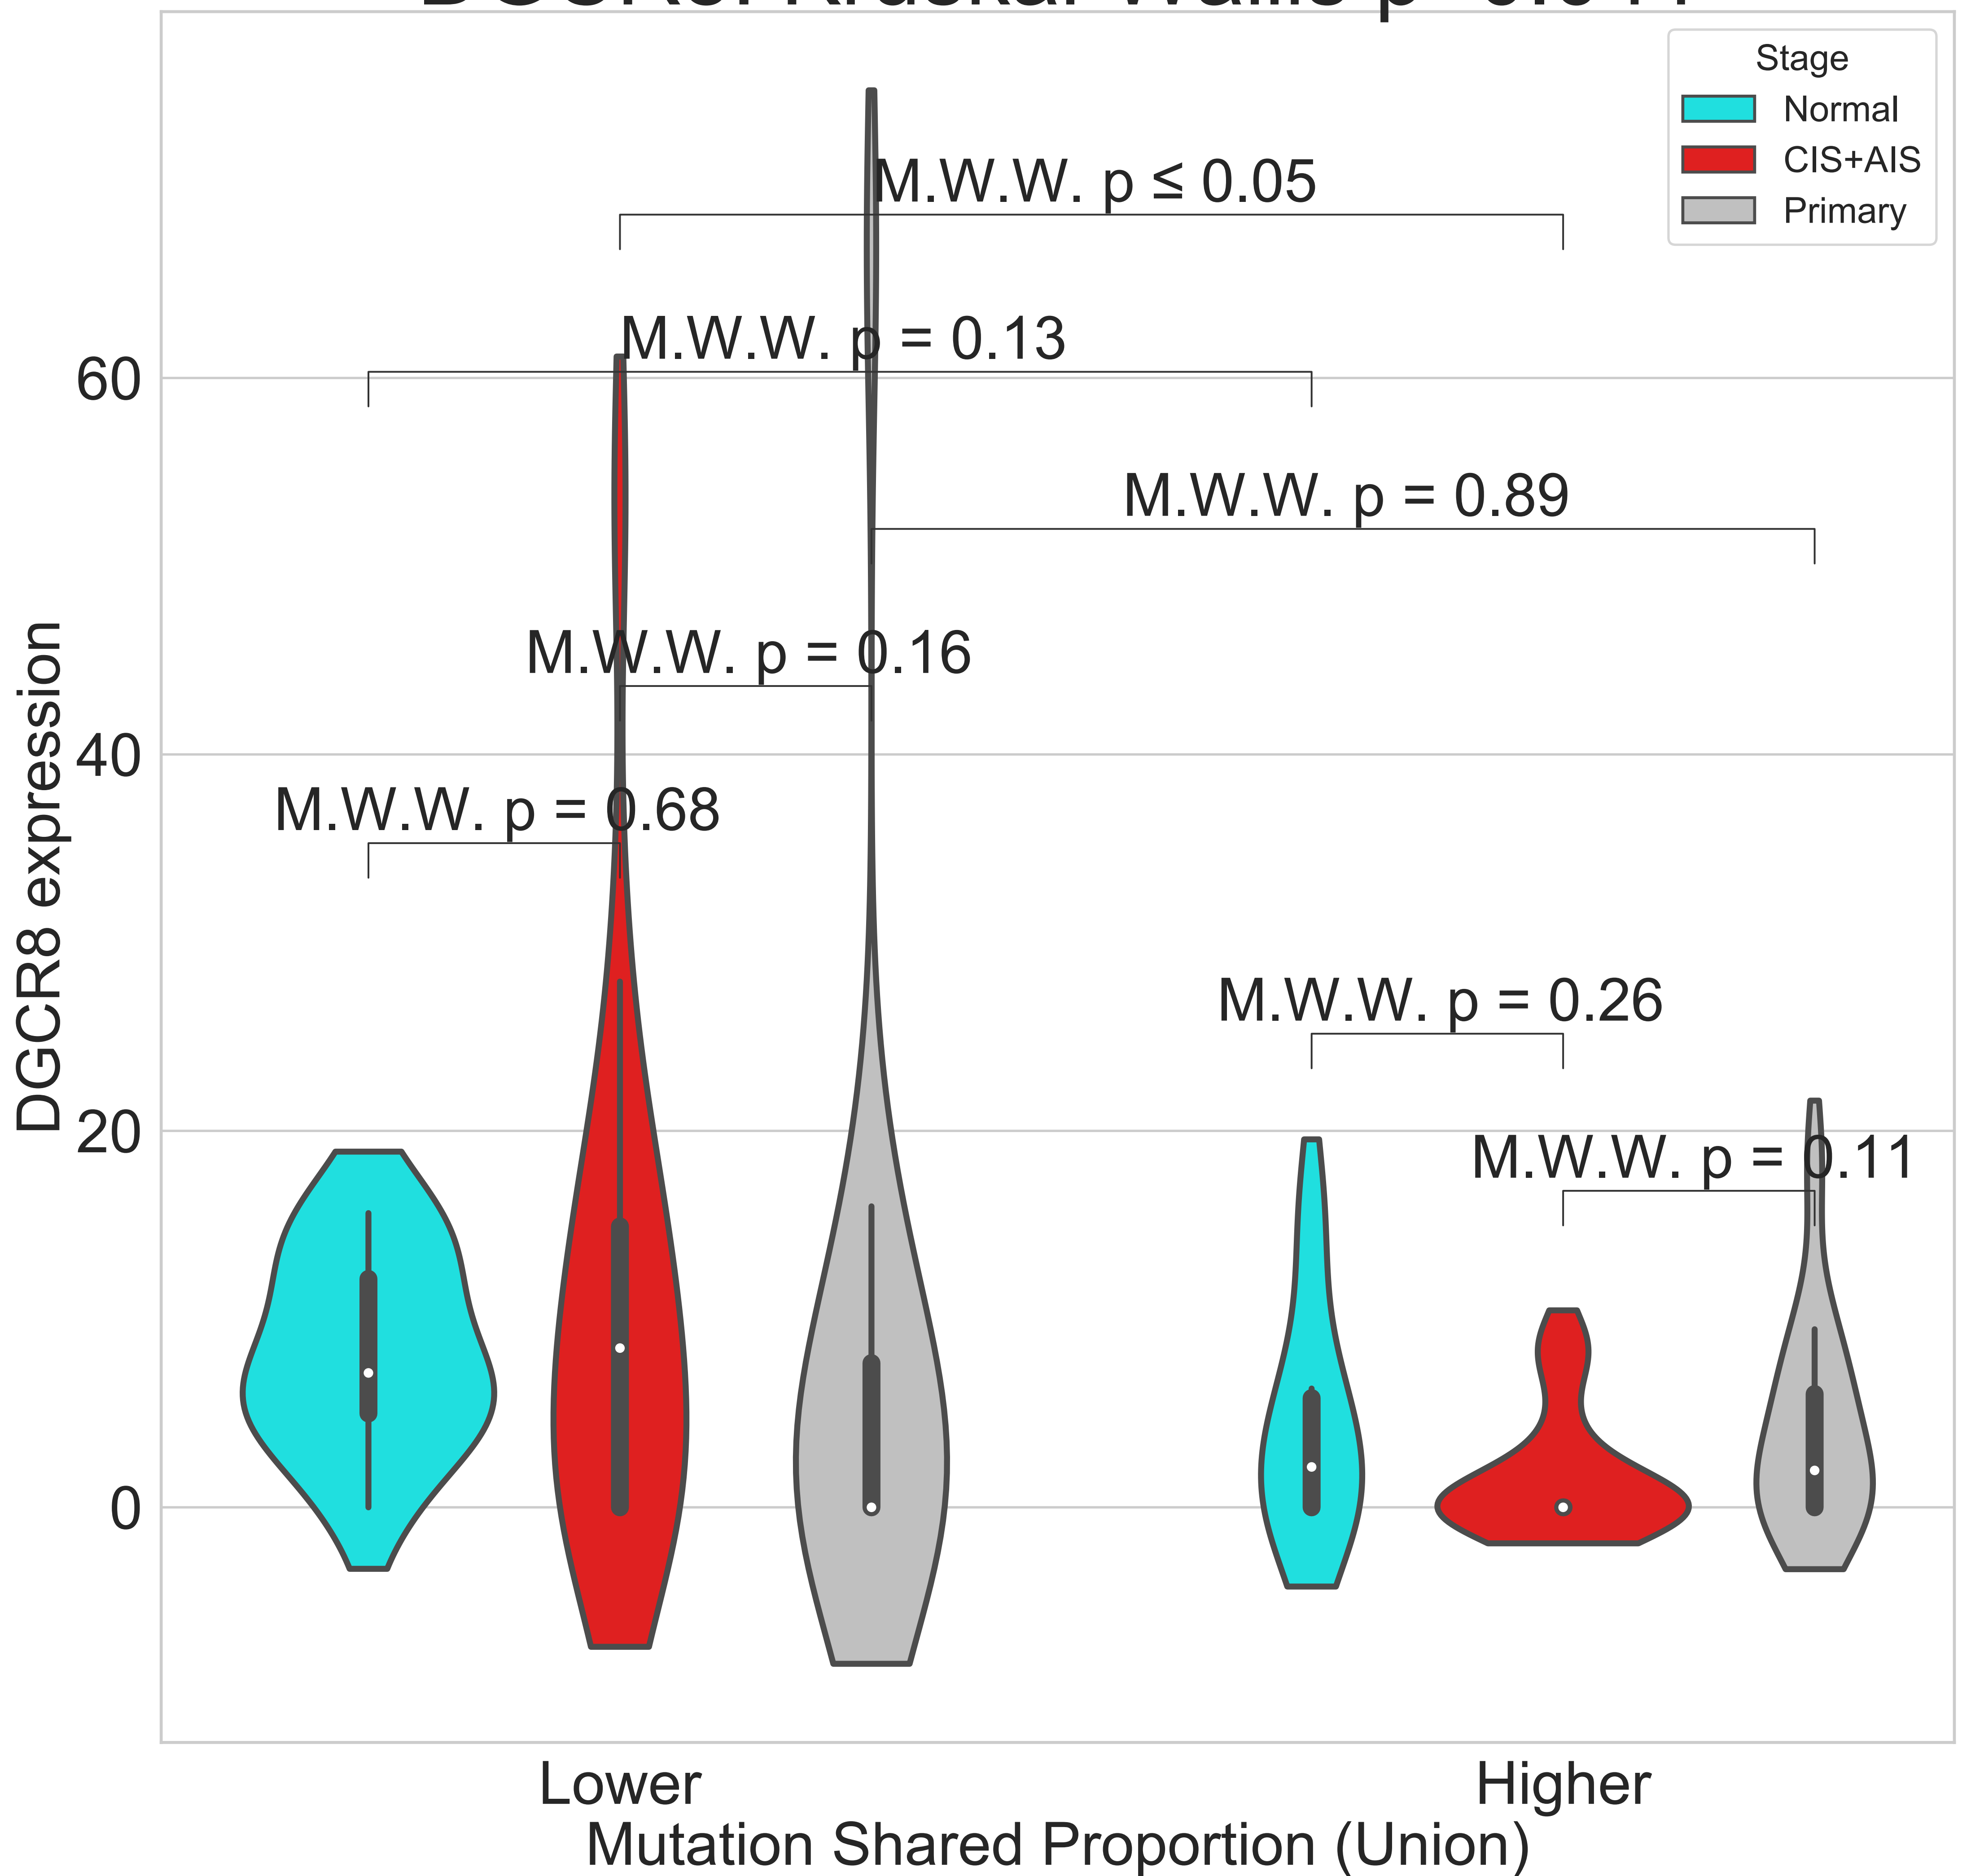 Stage
Normal
CIS+AIS
Primary
M.W.W. p ≤ 0.05
M.W.W. p = 0.13
M.W.W. p = 0.89
M.W.W. p = 0.16
M.W.W. p = 0.68
M.W.W. p = 0.26
M.W.W. p = 0.11
60
40
20
0
DGCR8 expression
Lower
Higher
Mutation Shared Proportion (Union)